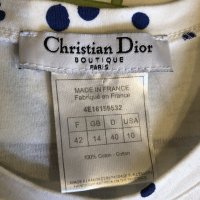 Christian Dior
BOUTIQUE
PARIS
MADE IN FRANCE
Fabriqué en France
4E16159532
F GB D USA
42 14 40 10
100% Coton - Cotton